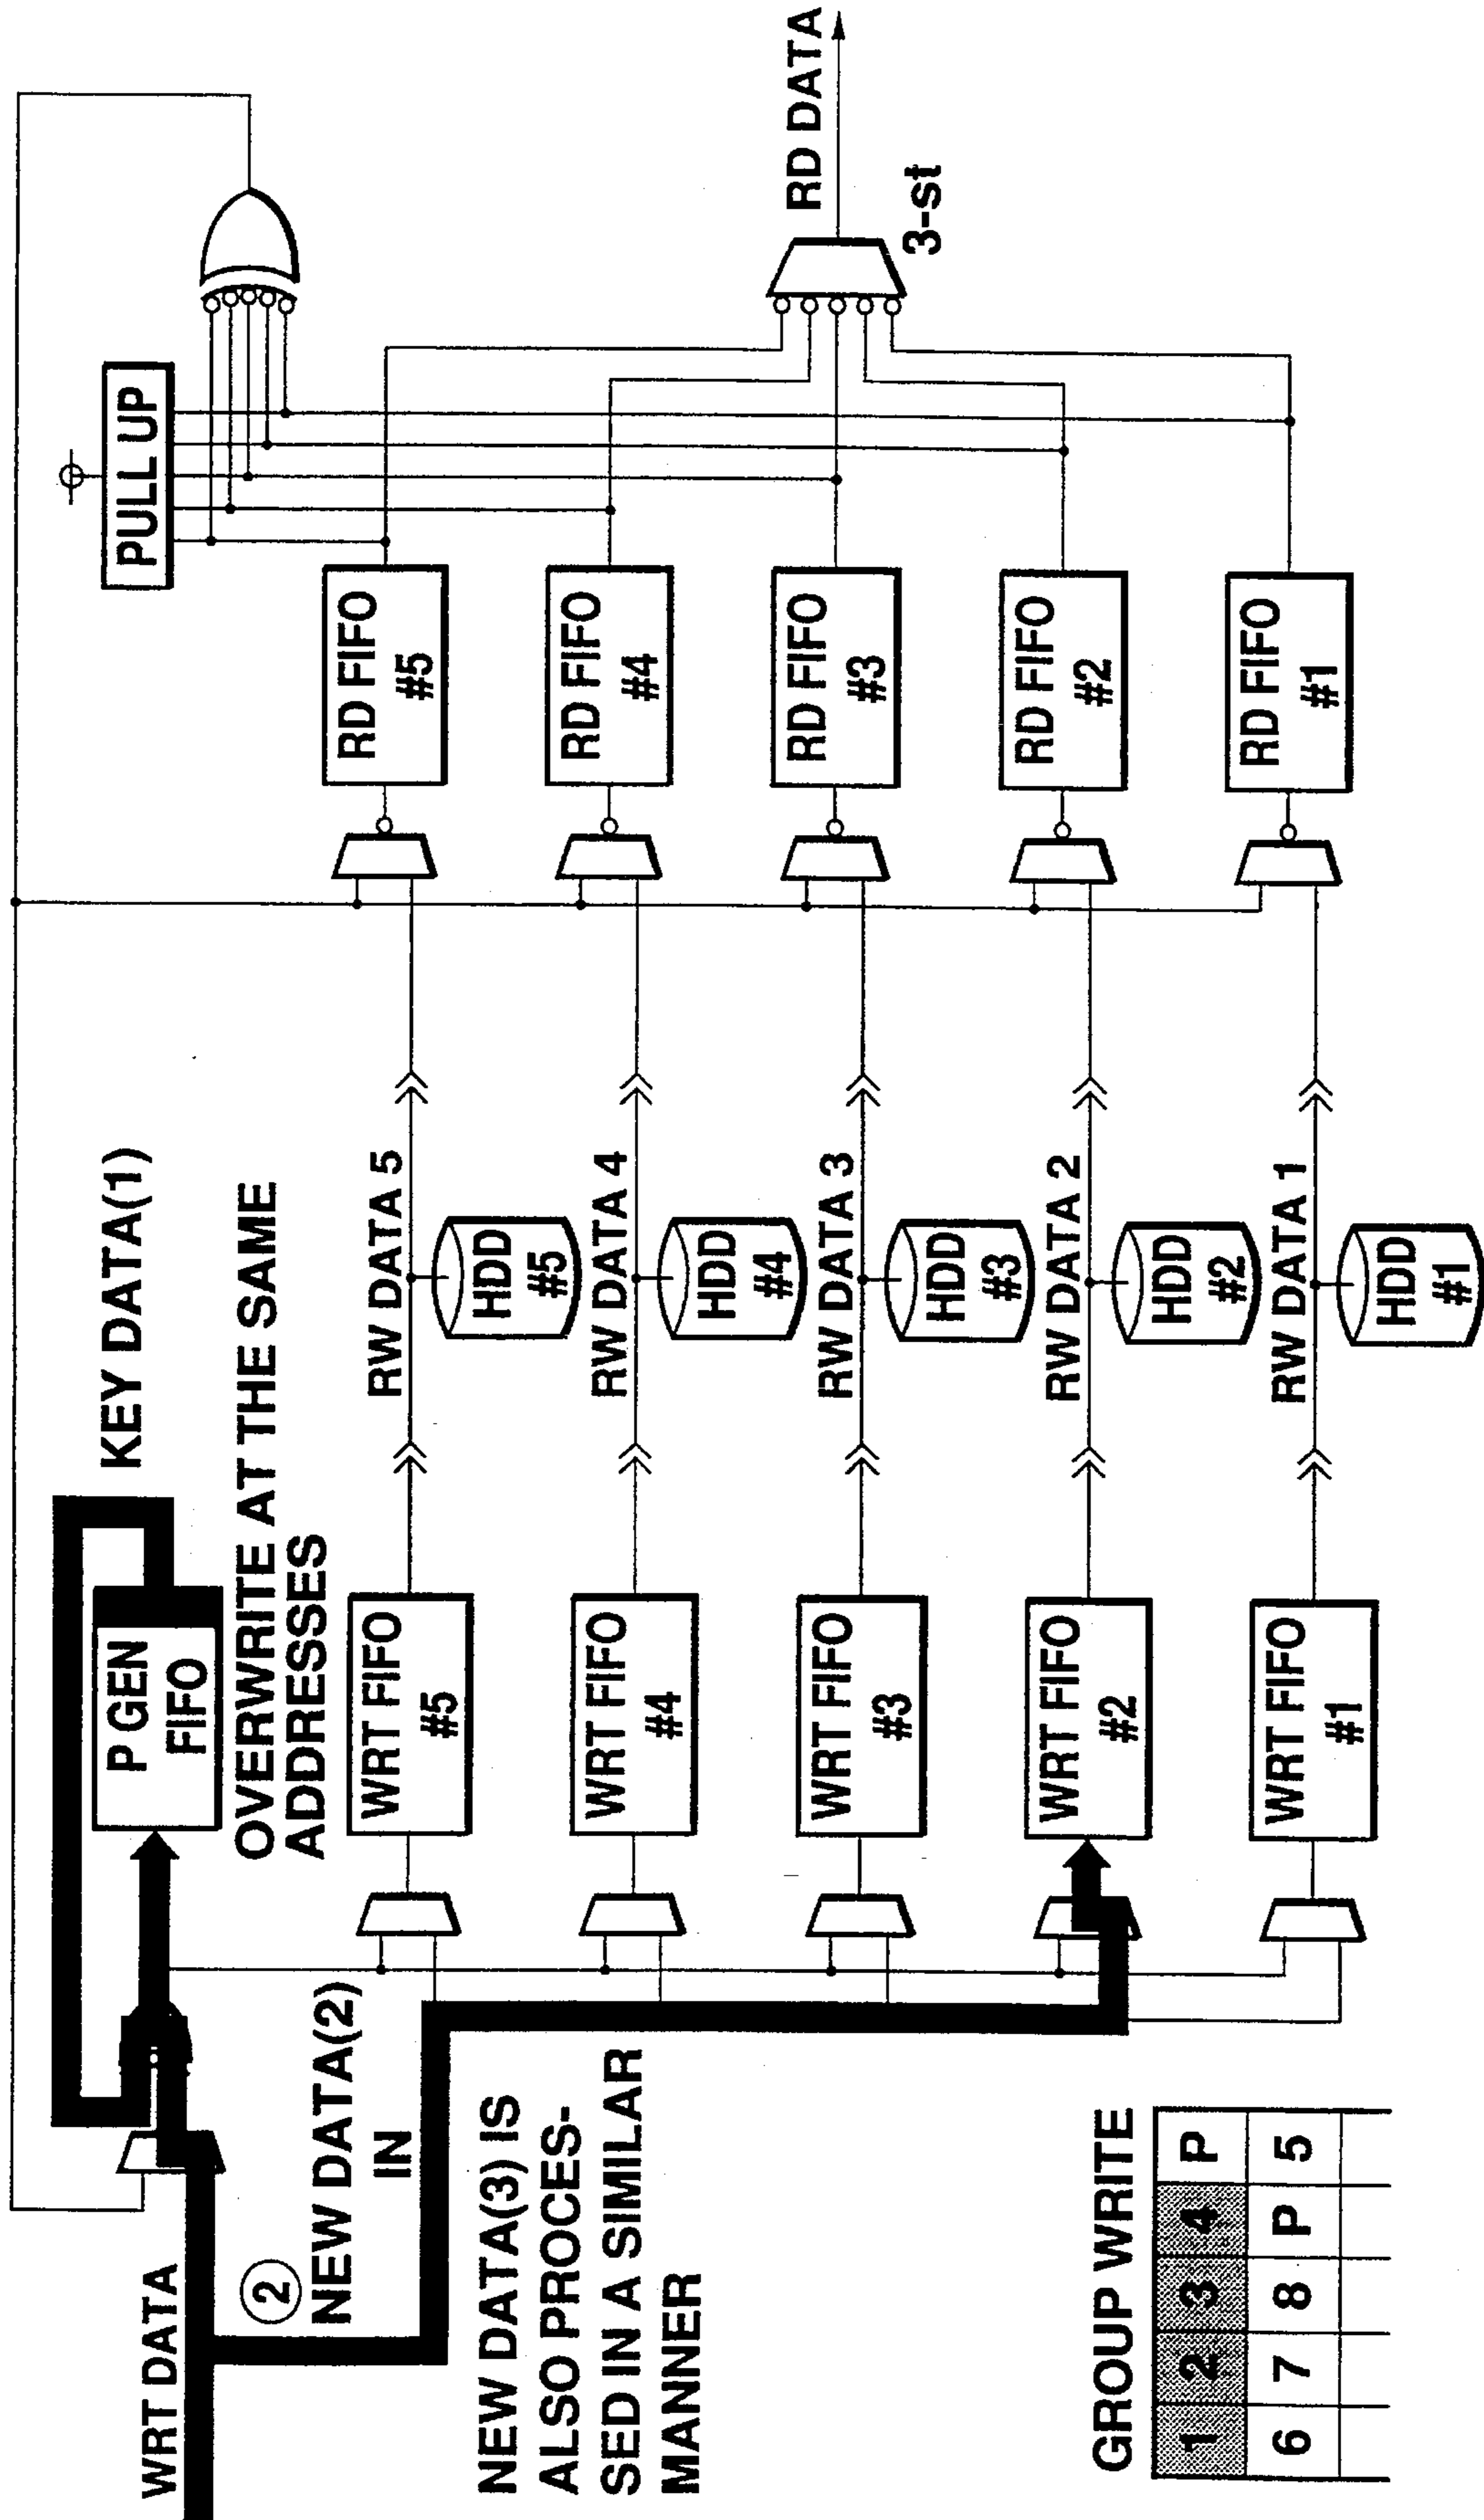 WRT DATA
②
NEW DATA(2)
IN
NEW DATA(3) IS
ALSO PROCES-
SED IN A SIMILAR
MANNER
GROUP WRITE
1 2 3 4 P
6 7 8 P 5
P GEN
FIFO
KEY DATA(1)
OVERWRITE AT THE SAME
ADDRESSES
WRT FIFO
#5
WRT FIFO
#4
WRT FIFO
#3
WRT FIFO
#2
WRT FIFO
#1
RW DATA 5
HDD
#5
RW DATA 4
HDD
#4
RW DATA 3
HDD
#3
RW DATA 2
HDD
#2
RW DATA 1
HDD
#1
RD FIFO
#5
RD FIFO
#4
RD FIFO
#3
RD FIFO
#2
RD FIFO
#1
PULL UP
RD DATA
3-st